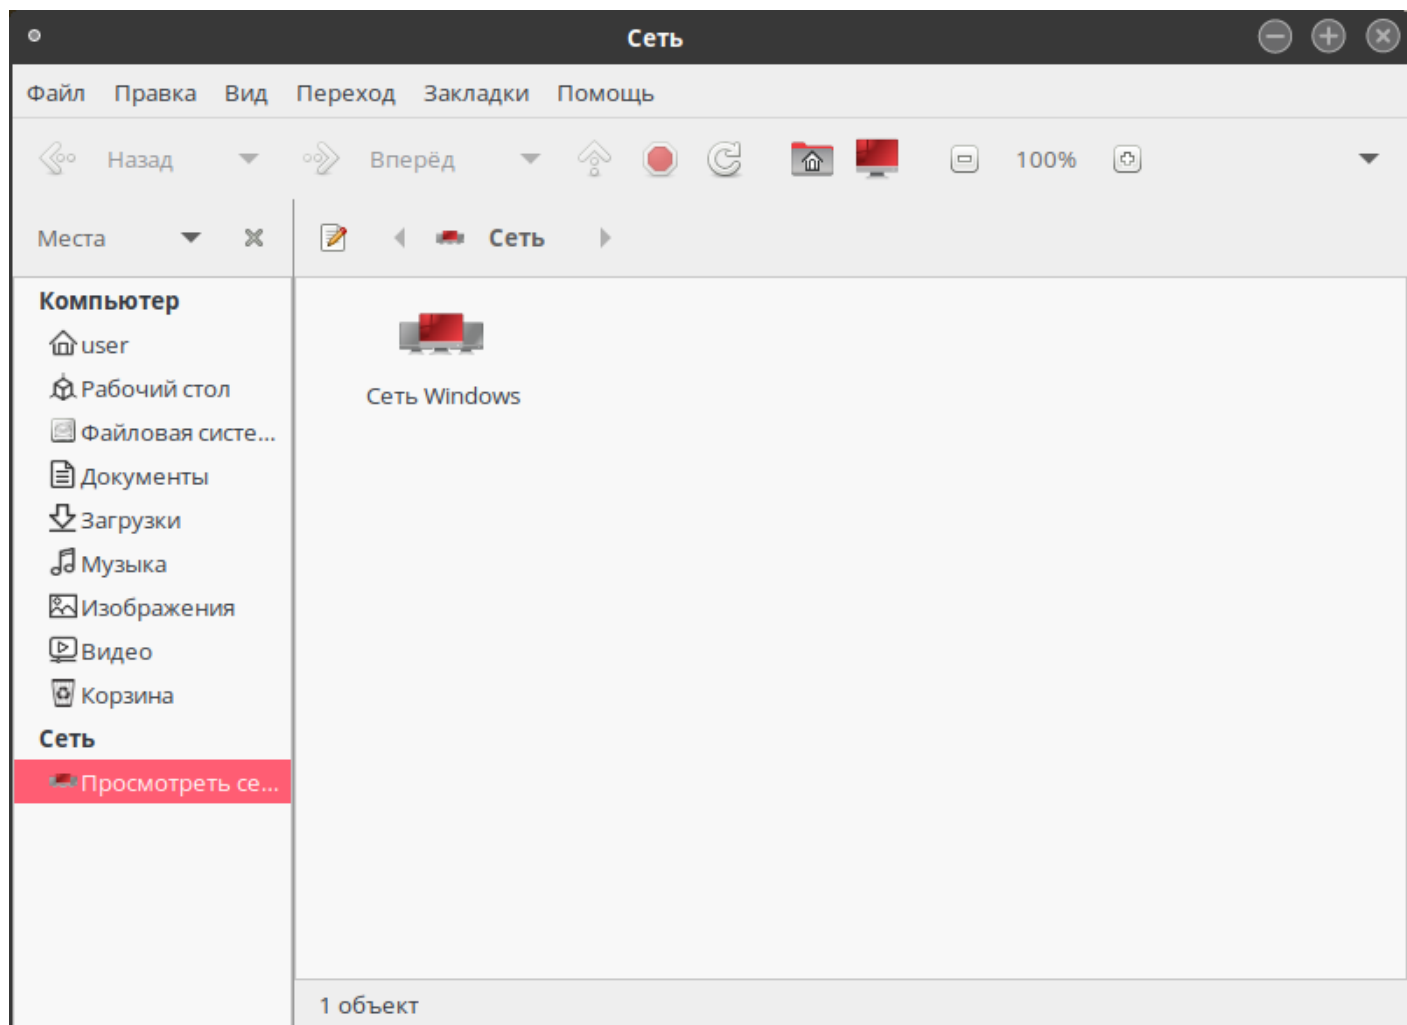 Сеть
Файл Правка Вид Переход Закладки Помощь
Назад Вперёд 100%
Места Сеть
Компьютер
user
Рабочий стол
Файловая систе...
Документы
Загрузки
Музыка
Изображения
Видео
Корзина
Сеть
Просмотреть се...
Сеть Windows
1 объект